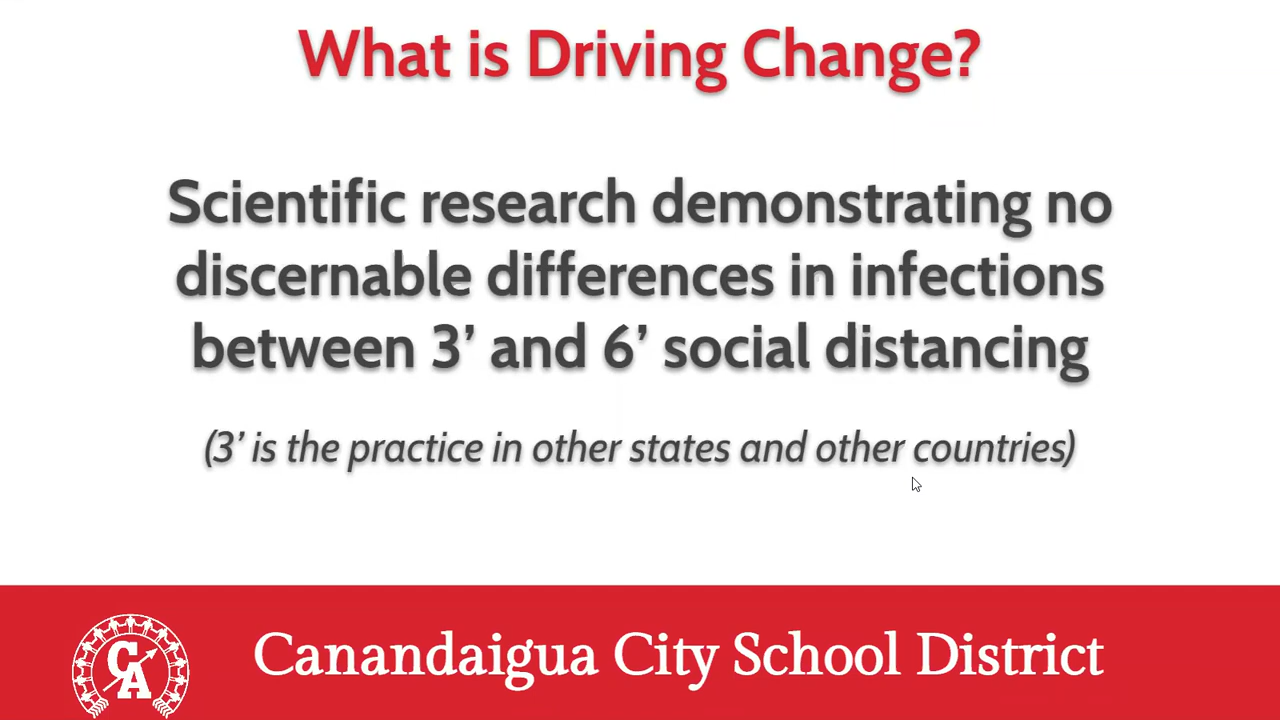 What is Driving Change?
Scientific research demonstrating no
discernable differences in infections
between 3’ and 6’ social distancing
(3’ is the practice in other states and other countries)
CA
Canandaigua City School District